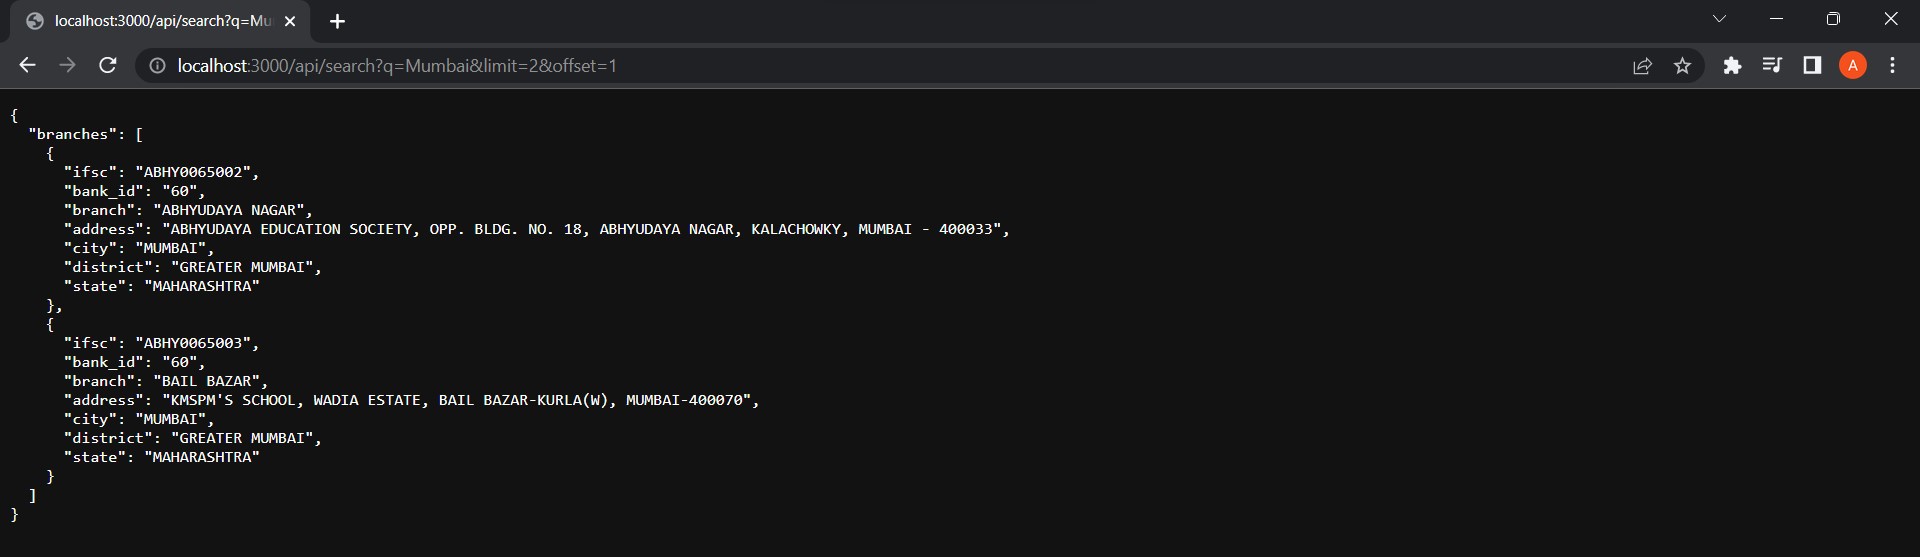 localhost:3000/api/search?q=Mu
localhost:3000/api/search?q=Mumbai&limit=2&offset=1
A
{
  "branches": [
    {
      "ifsc": "ABHY0065002",
      "bank_id": "60",
      "branch": "ABHYUDAYA NAGAR",
      "address": "ABHYUDAYA EDUCATION SOCIETY, OPP. BLDG. NO. 18, ABHYUDAYA NAGAR, KALACHOWKY, MUMBAI - 400033",
      "city": "MUMBAI",
      "district": "GREATER MUMBAI",
      "state": "MAHARASHTRA"
    },
    {
      "ifsc": "ABHY0065003",
      "bank_id": "60",
      "branch": "BAIL BAZAR",
      "address": "KMSPM'S SCHOOL, WADIA ESTATE, BAIL BAZAR-KURLA(W), MUMBAI-400070",
      "city": "MUMBAI",
      "district": "GREATER MUMBAI",
      "state": "MAHARASHTRA"
    }
  ]
}